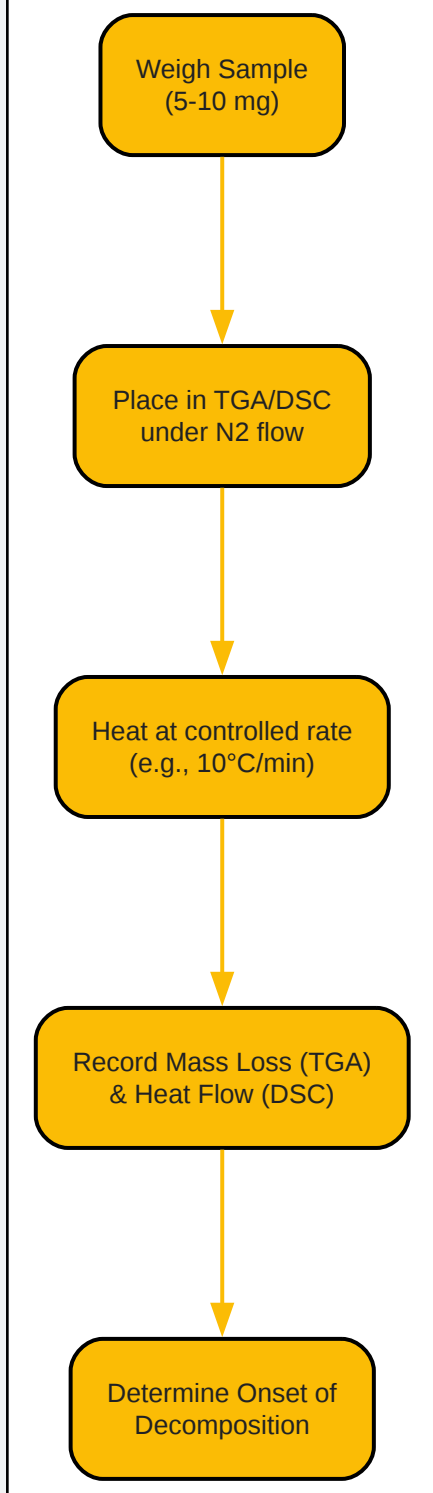 Weigh Sample
(5-10 mg)
Place in TGA/DSC
under N2 flow
Heat at controlled rate
(e.g., 10°C/min)
Record Mass Loss (TGA)
& Heat Flow (DSC)
Determine Onset of
Decomposition